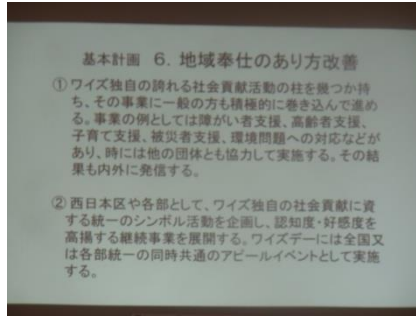 基本計画 6. 地域奉仕のあり方改善
① ワイズ独自の誇れる社会貢献活動の柱を幾つか持
ち、その事業に一般の方も積極的に巻き込んで進め
る。事業の例としては障がい者支援、高齢者支援、
子育て支援、被災者支援、環境問題への対応などが
あり、時には他の団体とも協力して実施する。その結
果も内外に発信する。
② 西日本区や各部として、ワイズ独自の社会貢献に資
する統一のシンボル活動を企画し、認知度・好感度を
高揚する継続事業を展開する。ワイズデーには全国又
は各部統一の同時共通のアピールイベントとして実施
する。